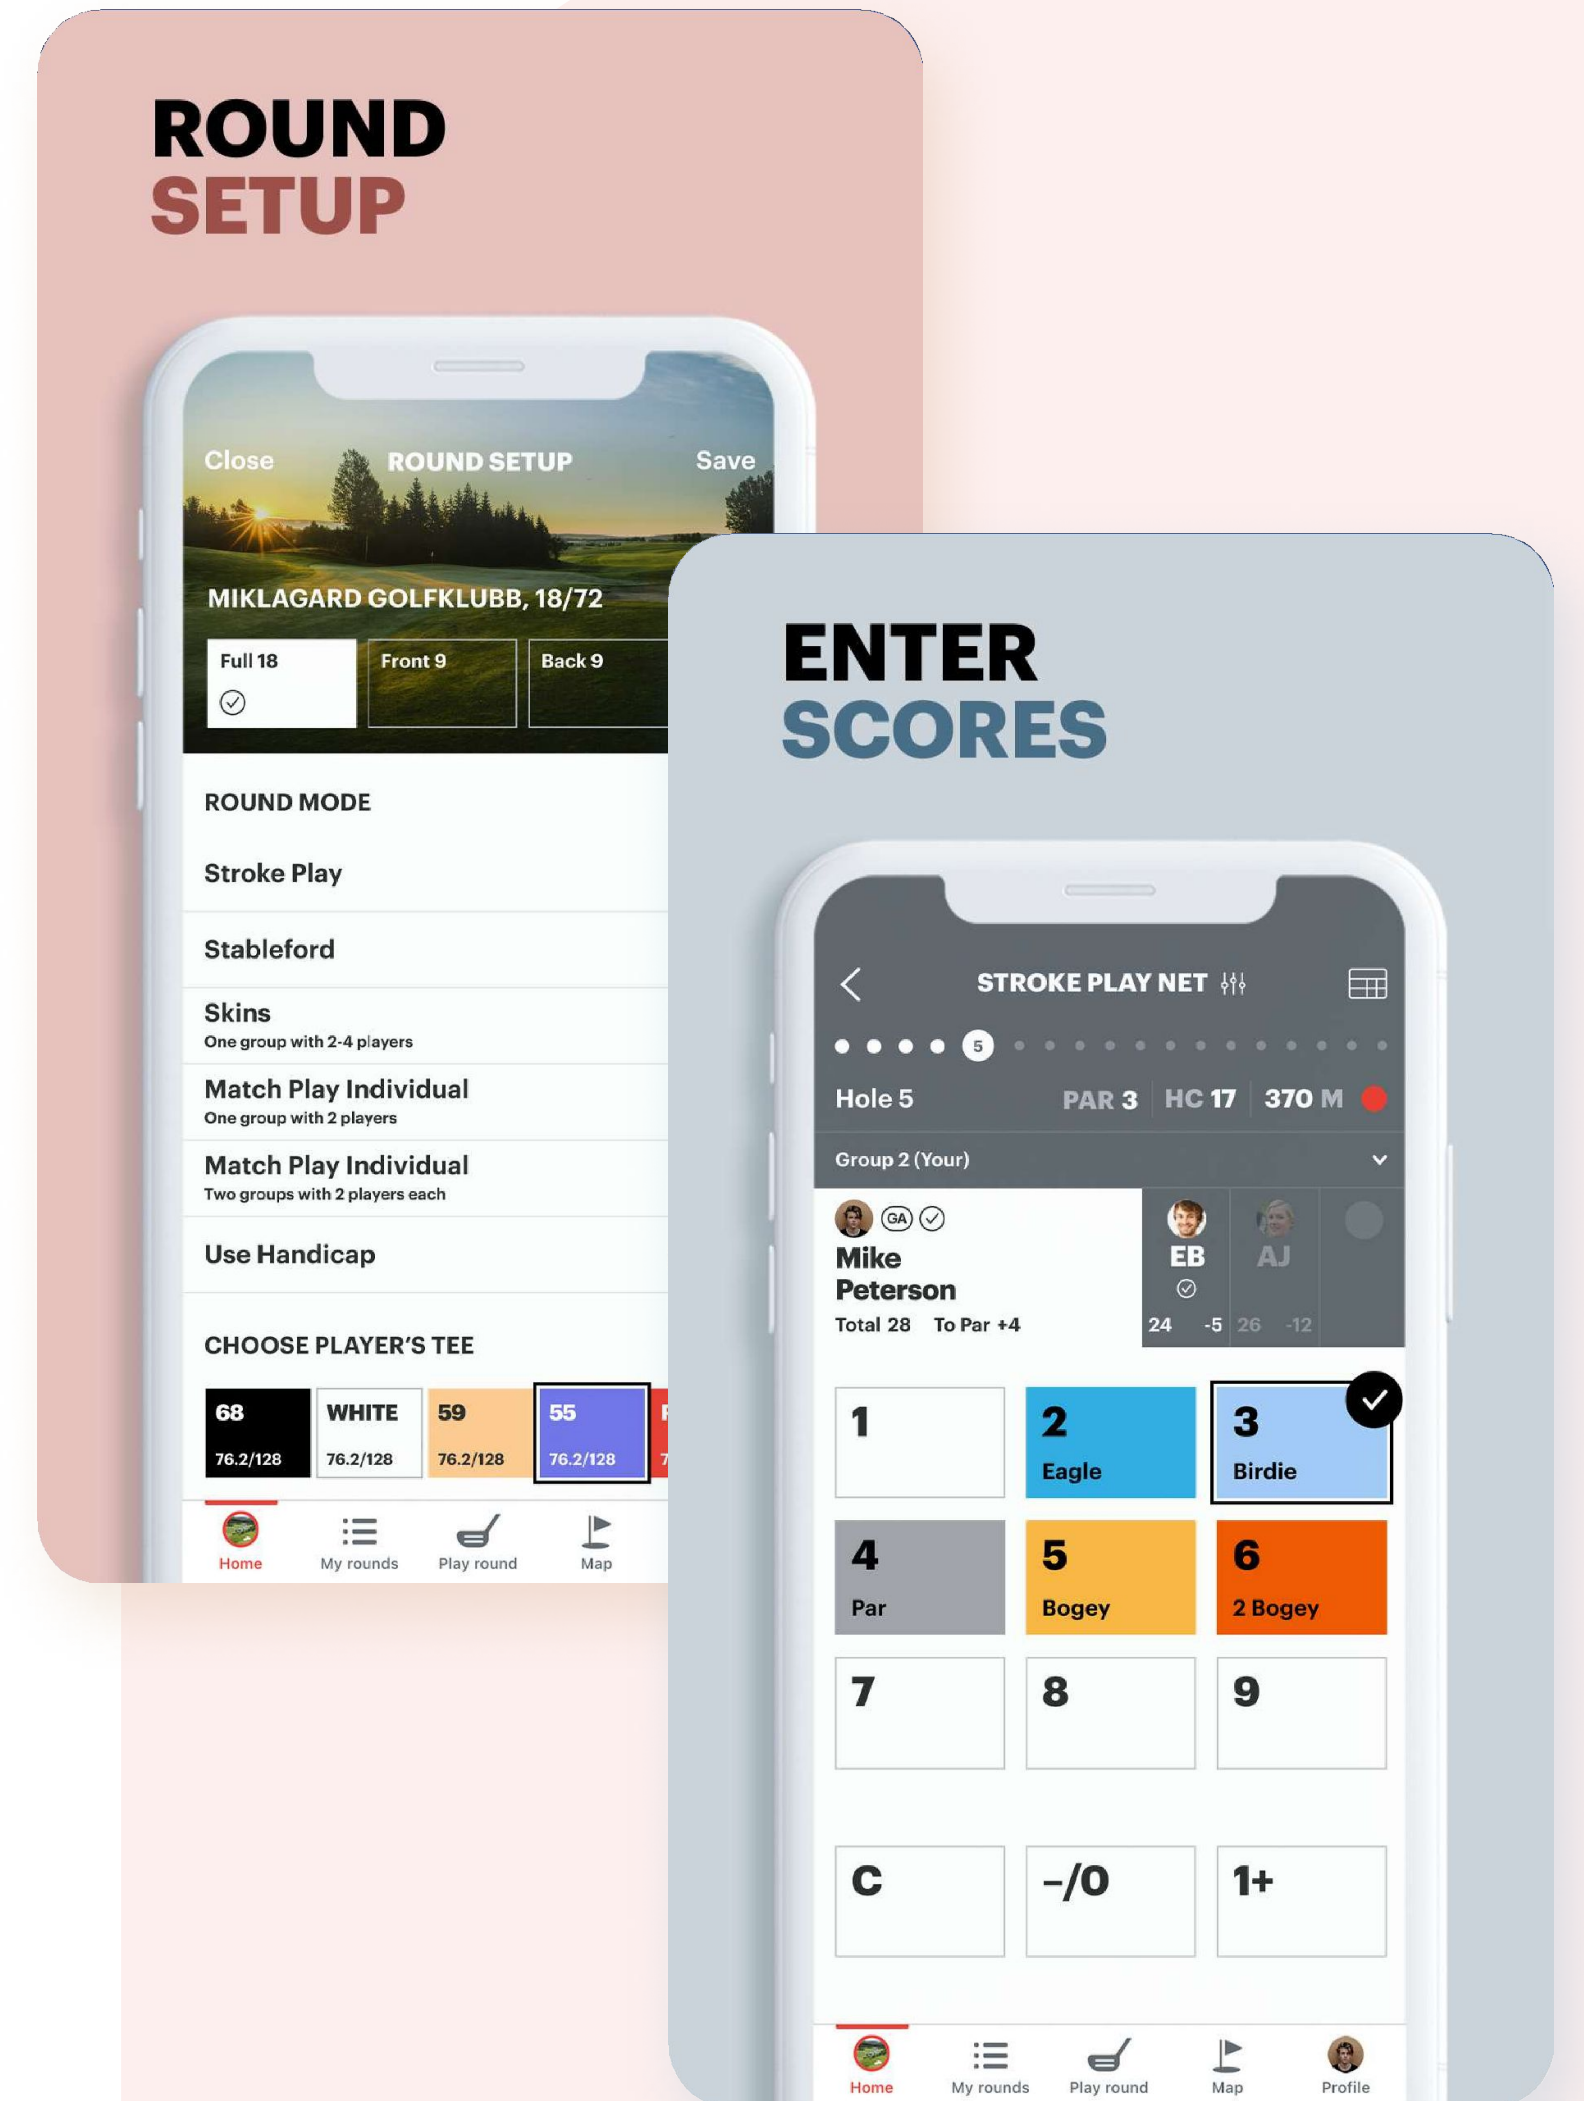 ROUND
SETUP
Close
ROUND SETUP
Save
MIKLAGARD GOLFKLUBB, 18/72
Full 18
Front 9
Back 9
ROUND MODE
Stroke Play
Stableford
Skins
One group with 2-4 players
Match Play Individual
One group with 2 players
Match Play Individual
Two groups with 2 players each
Use Handicap
CHOOSE PLAYER'S TEE
68
WHITE
59
55
76.2/128
76.2/128
76.2/128
76.2/128
Home
My rounds
Play round
Map
ENTER
SCORES
STROKE PLAY NET
5
Hole 5
PAR 3
HC 17
370 M
Group 2 (Your)
GA
Mike
Peterson
Total 28 To Par +4
EB
24 -5
AJ
26 -12
1
2
Eagle
3
Birdie
4
Par
5
Bogey
6
2 Bogey
7
8
9
C
-/0
1+
Home
My rounds
Play round
Map
Profile